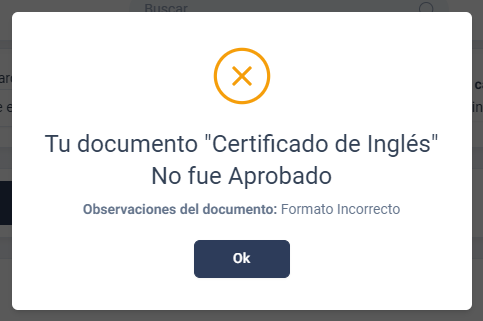 Buscar
Tu documento "Certificado de Inglés"
No fue Aprobado
Observaciones del documento: Formato Incorrecto
Ok